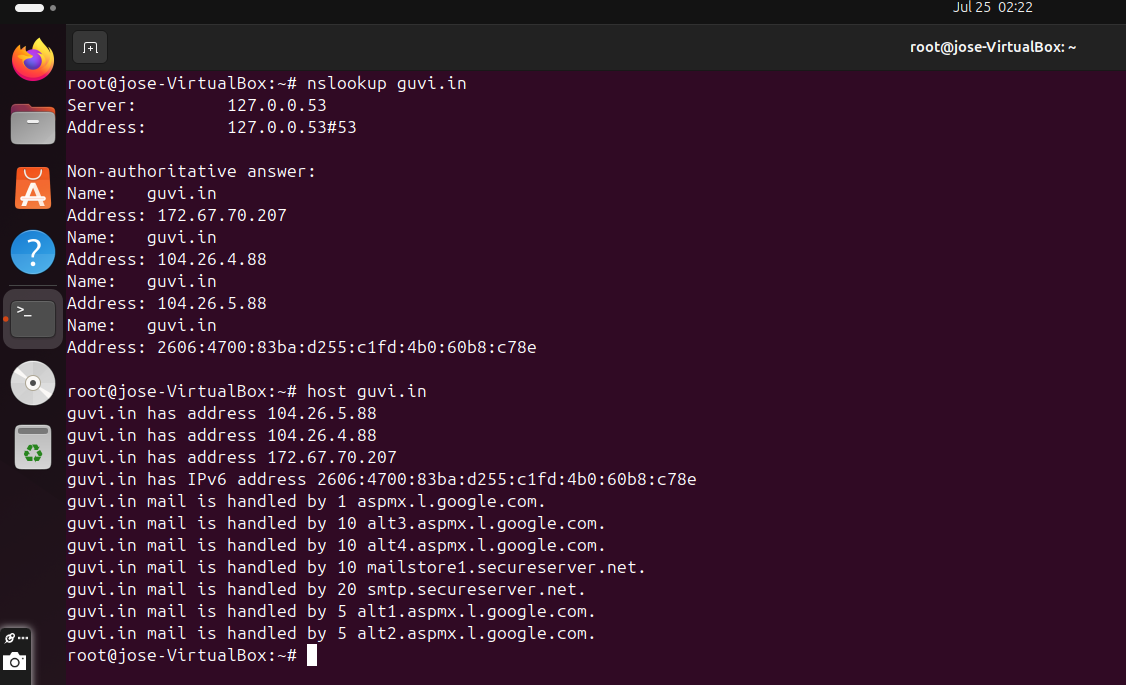 Jul 25 02:22
root@jose-VirtualBox: ~
root@jose-VirtualBox:~# nslookup guvi.in
Server:         127.0.0.53
Address:        127.0.0.53#53
Non-authoritative answer:
Name:   guvi.in
Address: 172.67.70.207
Name:   guvi.in
Address: 104.26.4.88
Name:   guvi.in
Address: 104.26.5.88
Name:   guvi.in
Address: 2606:4700:83ba:d255:c1fd:4b0:60b8:c78e
root@jose-VirtualBox:~# host guvi.in
guvi.in has address 104.26.5.88
guvi.in has address 104.26.4.88
guvi.in has address 172.67.70.207
guvi.in has IPv6 address 2606:4700:83ba:d255:c1fd:4b0:60b8:c78e
guvi.in mail is handled by 1 aspmx.l.google.com.
guvi.in mail is handled by 10 alt3.aspmx.l.google.com.
guvi.in mail is handled by 10 alt4.aspmx.l.google.com.
guvi.in mail is handled by 10 mailstore1.secureserver.net.
guvi.in mail is handled by 20 smtp.secureserver.net.
guvi.in mail is handled by 5 alt1.aspmx.l.google.com.
guvi.in mail is handled by 5 alt2.aspmx.l.google.com.
root@jose-VirtualBox:~#